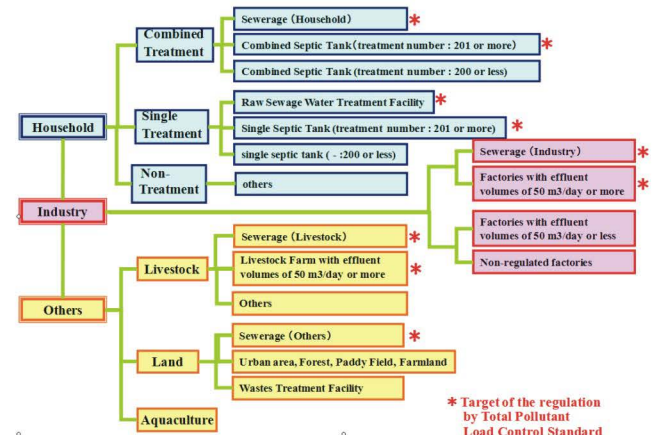 Sewerage (Household) *
Combined
Treatment
Combined Septic Tank (treatment number : 201 or more) *
Combined Septic Tank (treatment number : 200 or less)
Household
Single
Treatment
Raw Sewage Water Treatment Facility *
Single Septic Tank (treatment number : 201 or more) *
single septic tank ( - :200 or less)
Non-
Treatment
others
Industry
Sewerage (Industry) *
Factories with effluent
volumes of 50 m3/day or more *
Factories with effluent
volumes of 50 m3/day or less
Non-regulated factories
Others
Livestock
Sewerage (Livestock) *
Livestock Farm with effluent
volumes of 50 m3/day or more *
Others
Land
Sewerage (Others) *
Urban area, Forest, Paddy Field, Farmland
Wastes Treatment Facility
Aquaculture
* Target of the regulation
by Total Pollutant
Load Control Standard